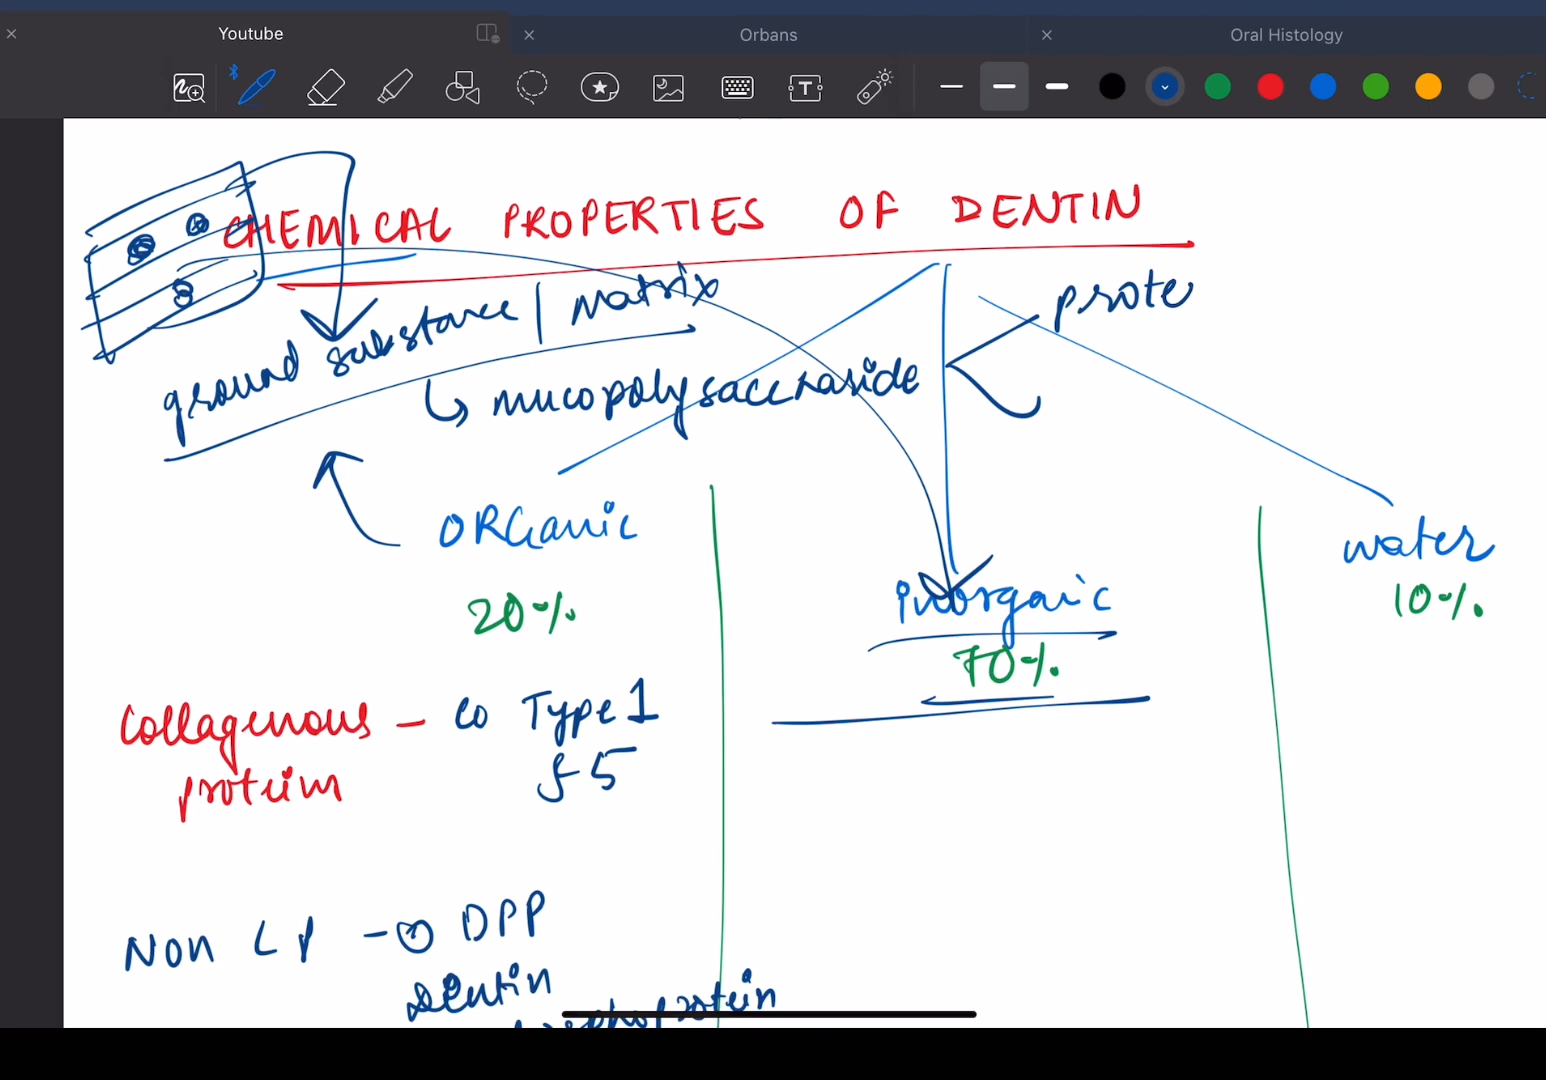 Youtube
Orbans
Oral Histology
CHEMICAL PROPERTIES OF DENTIN
ground substance | matrix
mucopolysaccharide
prote
ORGanic
20%
inorganic
70%
water
10%
Collagenous - Type 1
protein
& 5
Non CP - DPP
Dentin
phosphoprotein